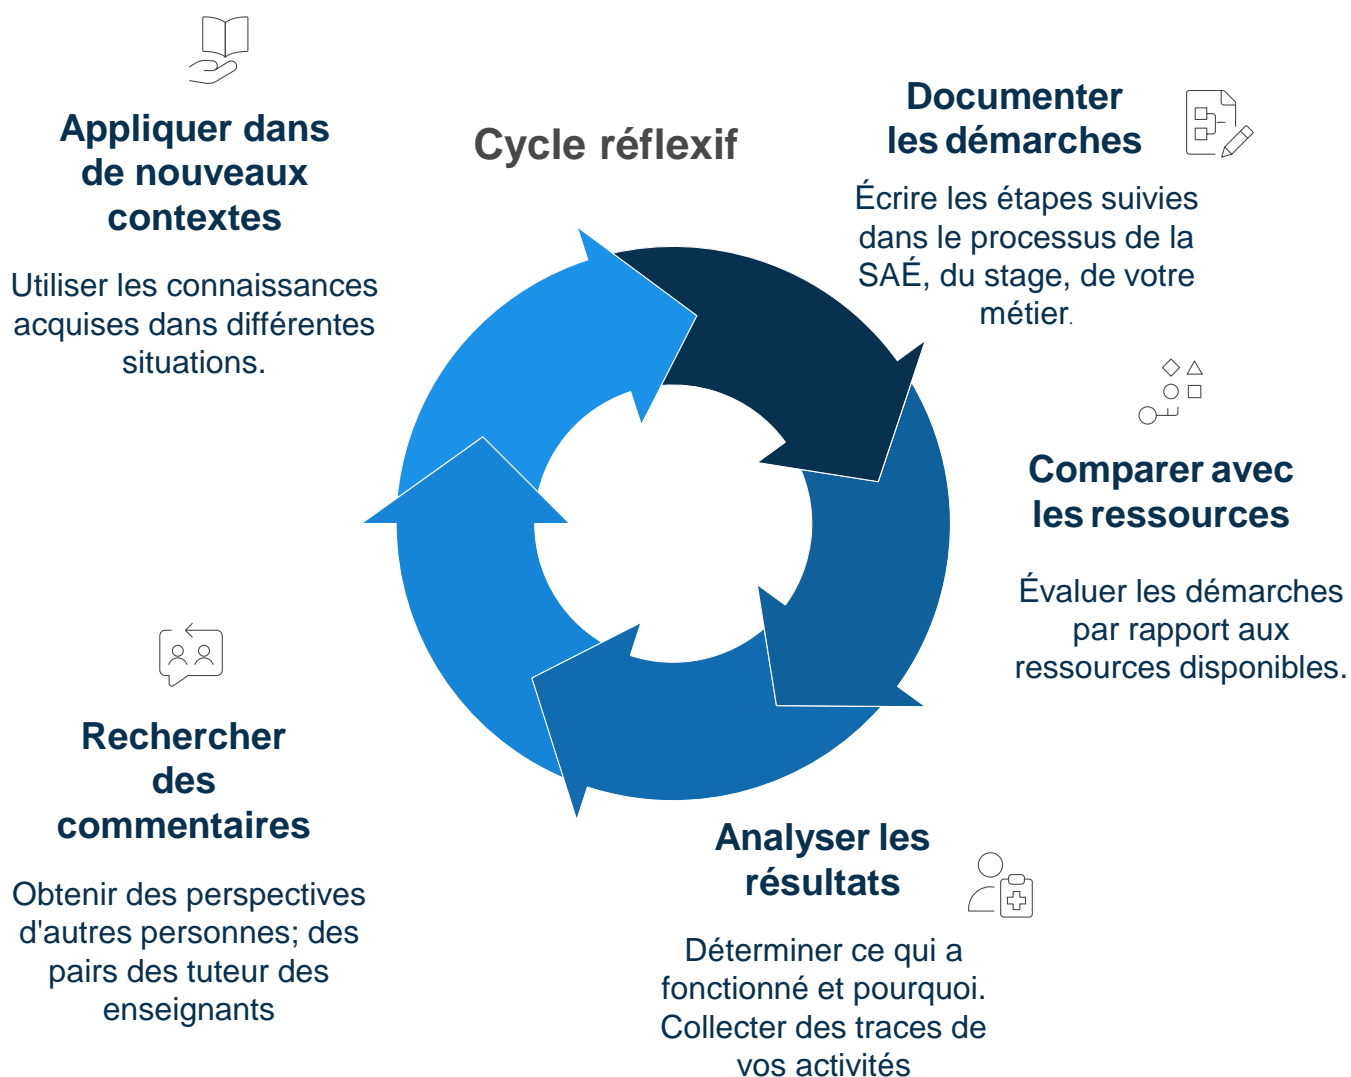 Cycle réflexif
Documenter
les démarches
Écrire les étapes suivies
dans le processus de la
SAÉ, du stage, de votre
métier.
Comparer avec
les ressources
Évaluer les démarches
par rapport aux
ressources disponibles.
Analyser les
résultats
Déterminer ce qui a
fonctionné et pourquoi.
Collecter des traces de
vos activités
Rechercher
des
commentaires
Obtenir des perspectives
d'autres personnes; des
pairs des tuteur des
enseignants
Appliquer dans
de nouveaux
contextes
Utiliser les connaissances
acquises dans différentes
situations.